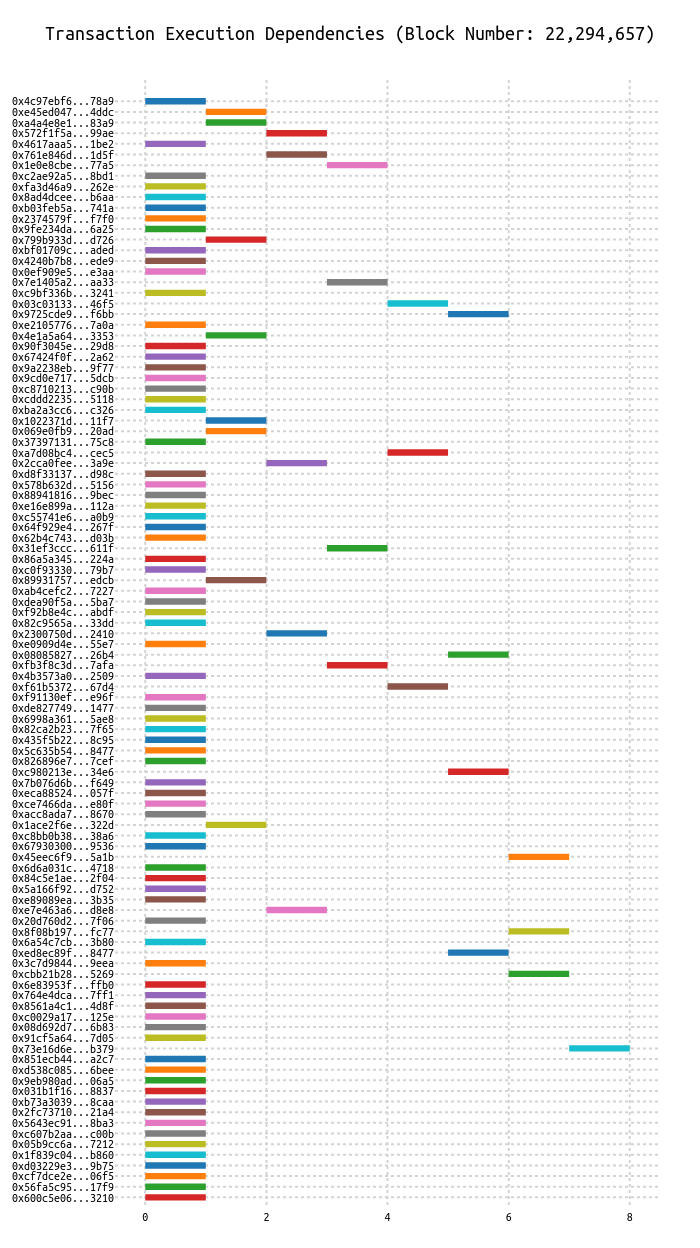 Transaction Execution Dependencies (Block Number: 22,294,657)
0x4c97ebf6...78a9
0xe45ed047...4ddc
0xa4a4e8e1...83a9
0x572f1f5a...99ae
0x4617aaa5...1be2
0x761e846d...1d5f
0x1e0e8cbe...77a5
0xc2ae92a5...8bd1
0xfa3d46a9...262e
0x8ad4dcee...b6aa
0xb03feb5a...741a
0x2374579f...f7f0
0x9fe234da...6a25
0x799b933d...d726
0xbf01709c...aded
0x4240b7b8...ede9
0x0ef909e5...e3aa
0x7e1405a2...aa33
0xc9bf336b...3241
0x03c03133...46f5
0x9725cde9...f6bb
0xe2105776...7a0a
0x4e1a5a64...3353
0x90f3045e...29d8
0x67424f0f...2a62
0x9a2238eb...9f77
0x9cd0e717...5dcb
0xc8710213...c90b
0xcddd2235...5118
0xba2a3cc6...c326
0x1022371d...11f7
0x069e0fb9...20ad
0x37397131...75c8
0xa7d08bc4...cec5
0x2cca0fee...3a9e
0xd8f33137...d98c
0x578b632d...5156
0x88941816...9bec
0xe16e899a...112a
0xc55741e6...a0b9
0x64f929e4...267f
0x62b4c743...d03b
0x31ef3ccc...611f
0x86a5a345...224a
0xc0f93330...79b7
0x89931757...edcb
0xab4cefc2...7227
0xdea90f5a...5ba7
0xf92b8e4c...abdf
0x82c9565a...33dd
0x2300750d...2410
0xe0909d4e...55e7
0x08085827...26b4
0xfb3f8c3d...7afa
0x4b3573a0...2509
0xf61b5372...67d4
0xf91130ef...e96f
0xde827749...1477
0x6998a361...5ae8
0x82ca2b23...7f65
0x435f5b22...8c95
0x5c635b54...8477
0x826896e7...7cef
0xc980213e...34e6
0x7b076d6b...f649
0xeca88524...057f
0xce7466da...e80f
0xacc8ada7...8670
0x1ace2f6e...322d
0xc8bb0b38...38a6
0x67930300...9536
0x45eec6f9...5a1b
0x6d6a031c...4718
0x84c5e1ae...2f04
0x5a166f92...d752
0xe89089ea...3b35
0xe7e463a6...d8e8
0x20d760d2...7f06
0x8f08b197...fc77
0x6a54c7cb...3b80
0xed8ec89f...8477
0x3c7d9844...9eea
0xcbb21b28...5269
0x6e83953f...ffb0
0x764e4dca...7ff1
0x8561a4c1...4d8f
0xc0029a17...125e
0x08d692d7...6b83
0x91cf5a64...7d05
0x73e16d6e...b379
0x851ecb44...a2c7
0xd538c085...6bee
0x9eb980ad...06a5
0x031b1f16...8837
0xb73a3039...8caa
0x2fc73710...21a4
0x5643ec91...8ba3
0xc607b2aa...c00b
0x05b9cc6a...7212
0x1f839c04...b860
0xd03229e3...9b75
0xcf7dce2e...06f5
0x56fa5c95...17f9
0x600c5e06...3210
0 2 4 6 8